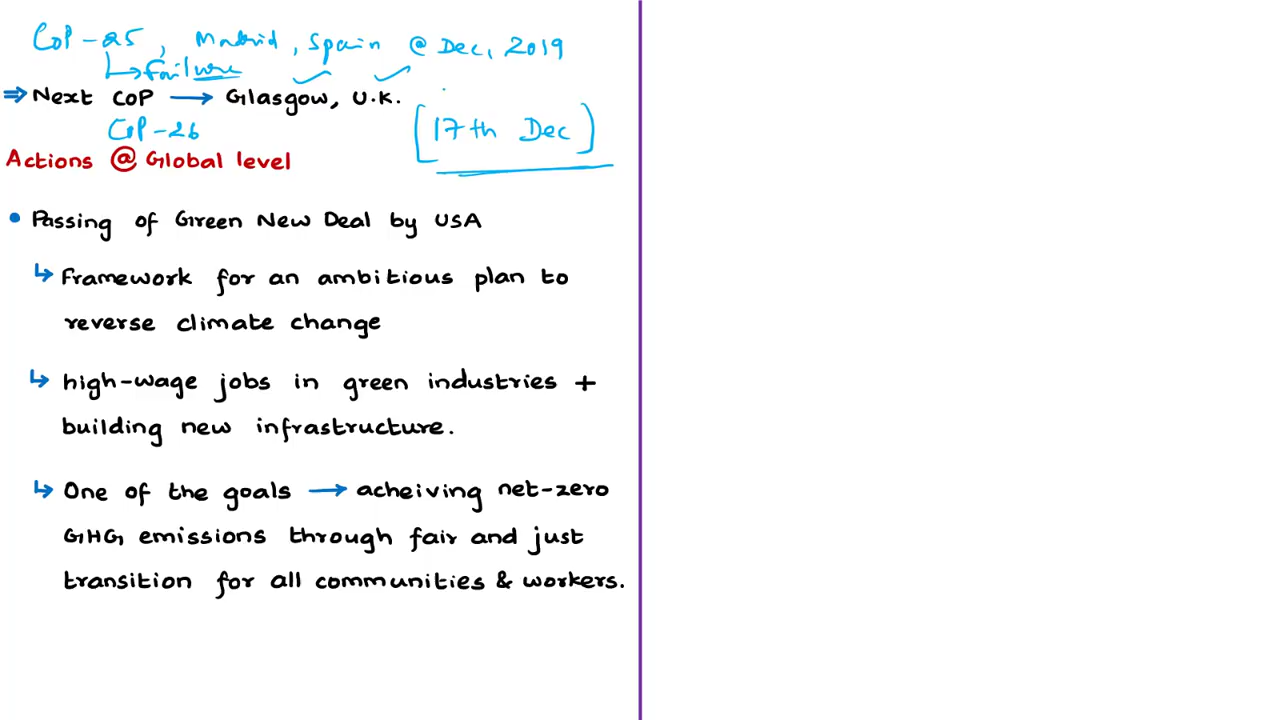 CoP-25, Madrid, Spain @ Dec, 2019
↳ Failure
⇒ Next CoP → Glasgow, U.K.
CoP-26
[17th Dec]
Actions @ Global level
• Passing of Green New Deal by USA
↳ Framework for an ambitious plan to
reverse climate change
↳ high-wage jobs in green industries +
building new infrastructure.
↳ One of the goals → acheiving net-zero
GHG emissions through fair and just
transition for all communities & workers.